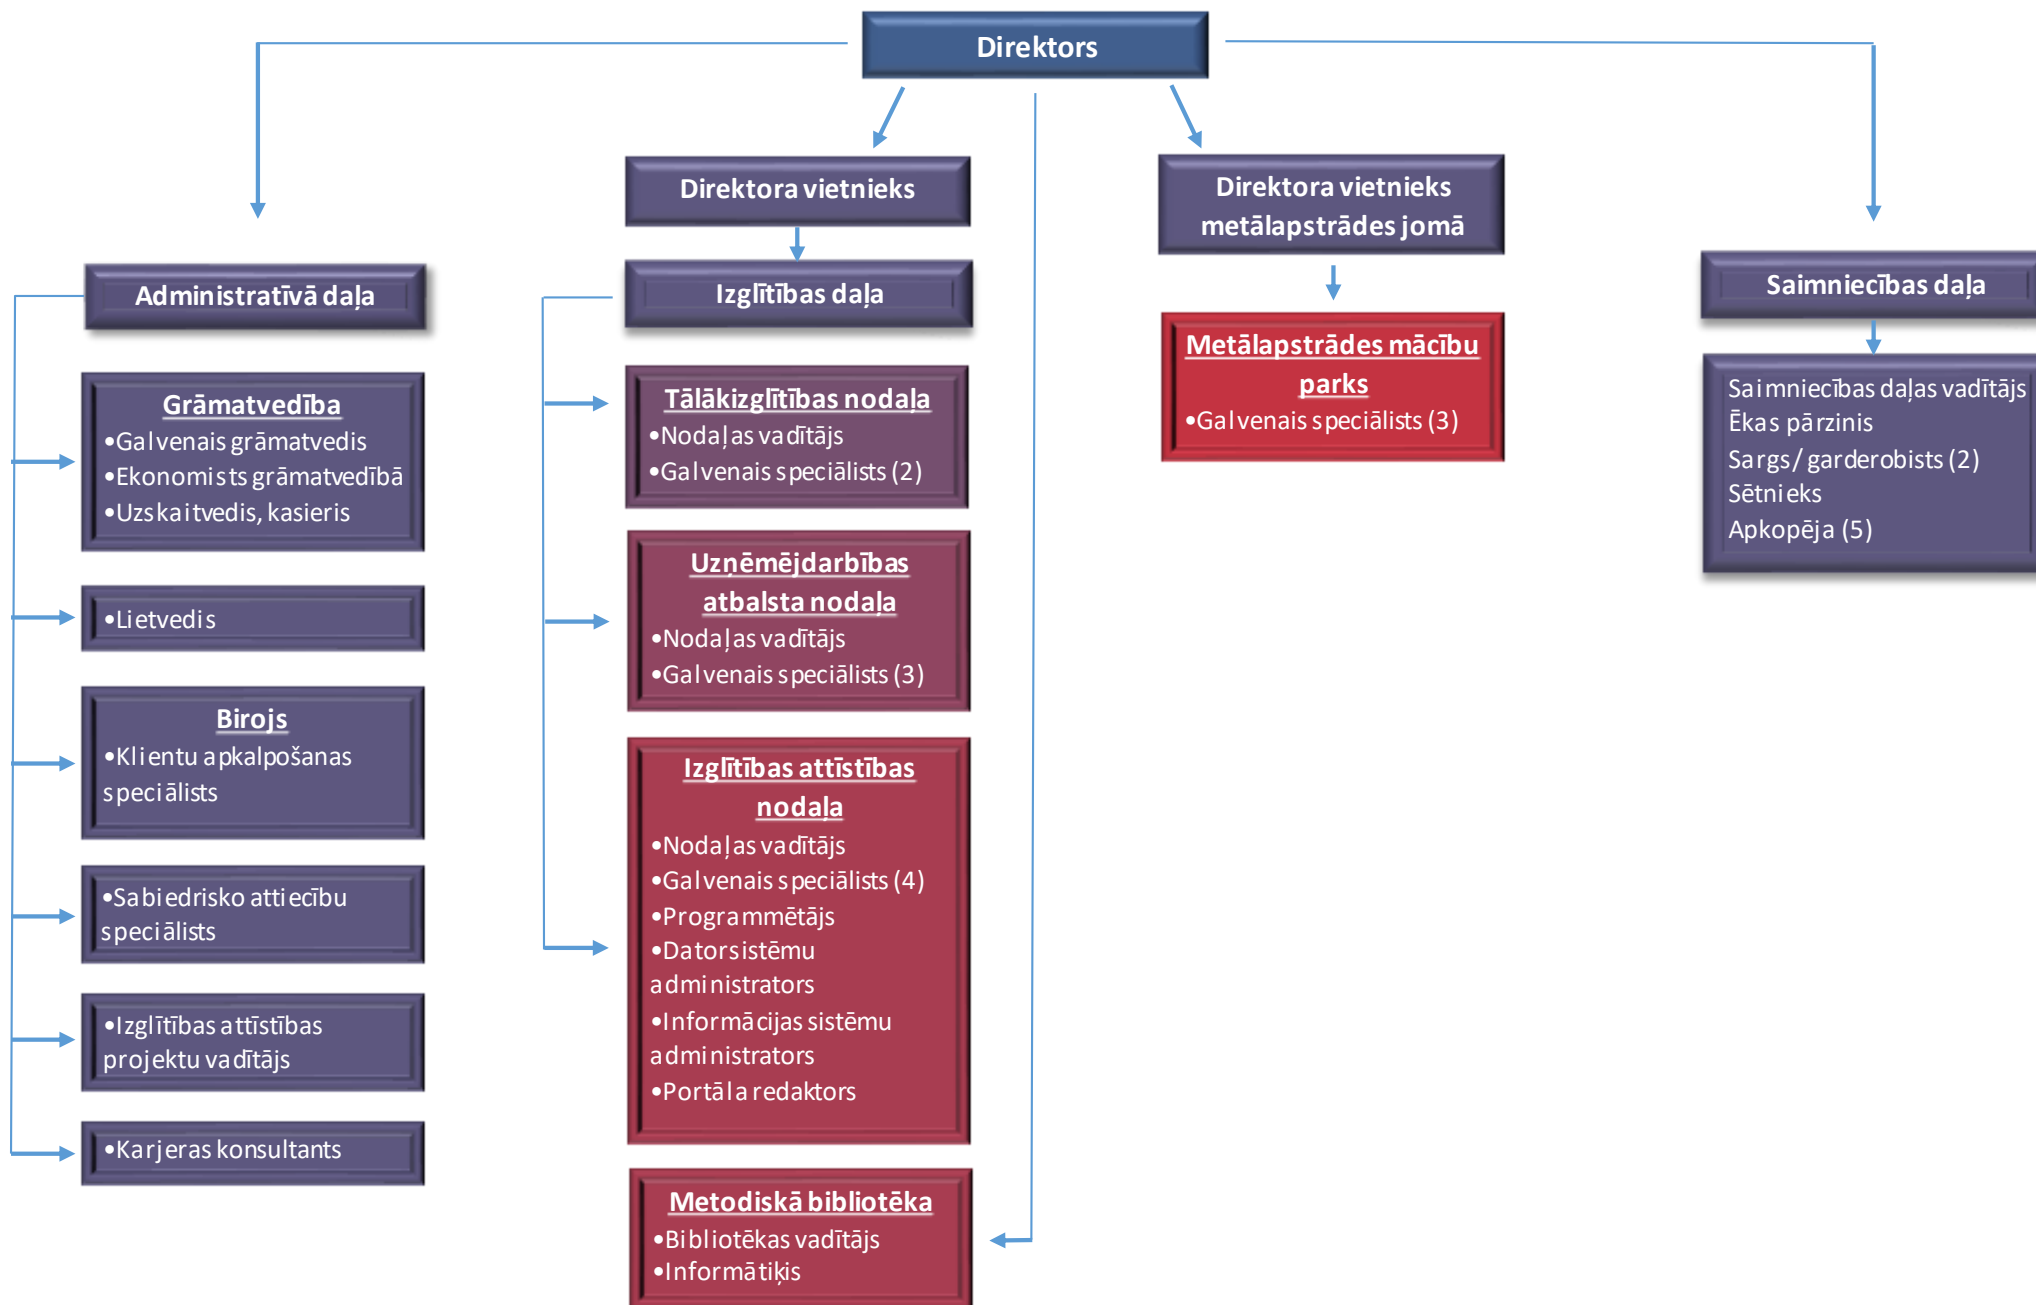 Direktors
Direktora vietnieks
Direktora vietnieks
metālapstrādes jomā
Administratīvā daļa
Izglītības daļa
Saimniecības daļa
Grāmatvedība
•Galvenais grāmatvedis
•Ekonomists grāmatvedībā
•Uzskaitvedis, kasieris
•Lietvedis
Birojs
•Klientu apkalpošanas
speciālists
•Sabiedrisko attiecību
speciālists
•Izglītības attīstības
projektu vadītājs
•Karjeras konsultants
Tālākizglītības nodaļa
•Nodaļas vadītājs
•Galvenais speciālists (2)
Uzņēmējdarbības
atbalsta nodaļa
•Nodaļas vadītājs
•Galvenais speciālists (3)
Izglītības attīstības
nodaļa
•Nodaļas vadītājs
•Galvenais speciālists (4)
•Programmētājs
•Datorsistēmu
administrators
•Informācijas sistēmu
administrators
•Portāla redaktors
Metodiskā bibliotēka
•Bibliotēkas vadītājs
•Informātiķis
Metālapstrādes mācību
parks
•Galvenais speciālists (3)
Saimniecības daļas vadītājs
Ēkas pārzinis
Sargs/ garderobists (2)
Sētnieks
Apkopēja (5)